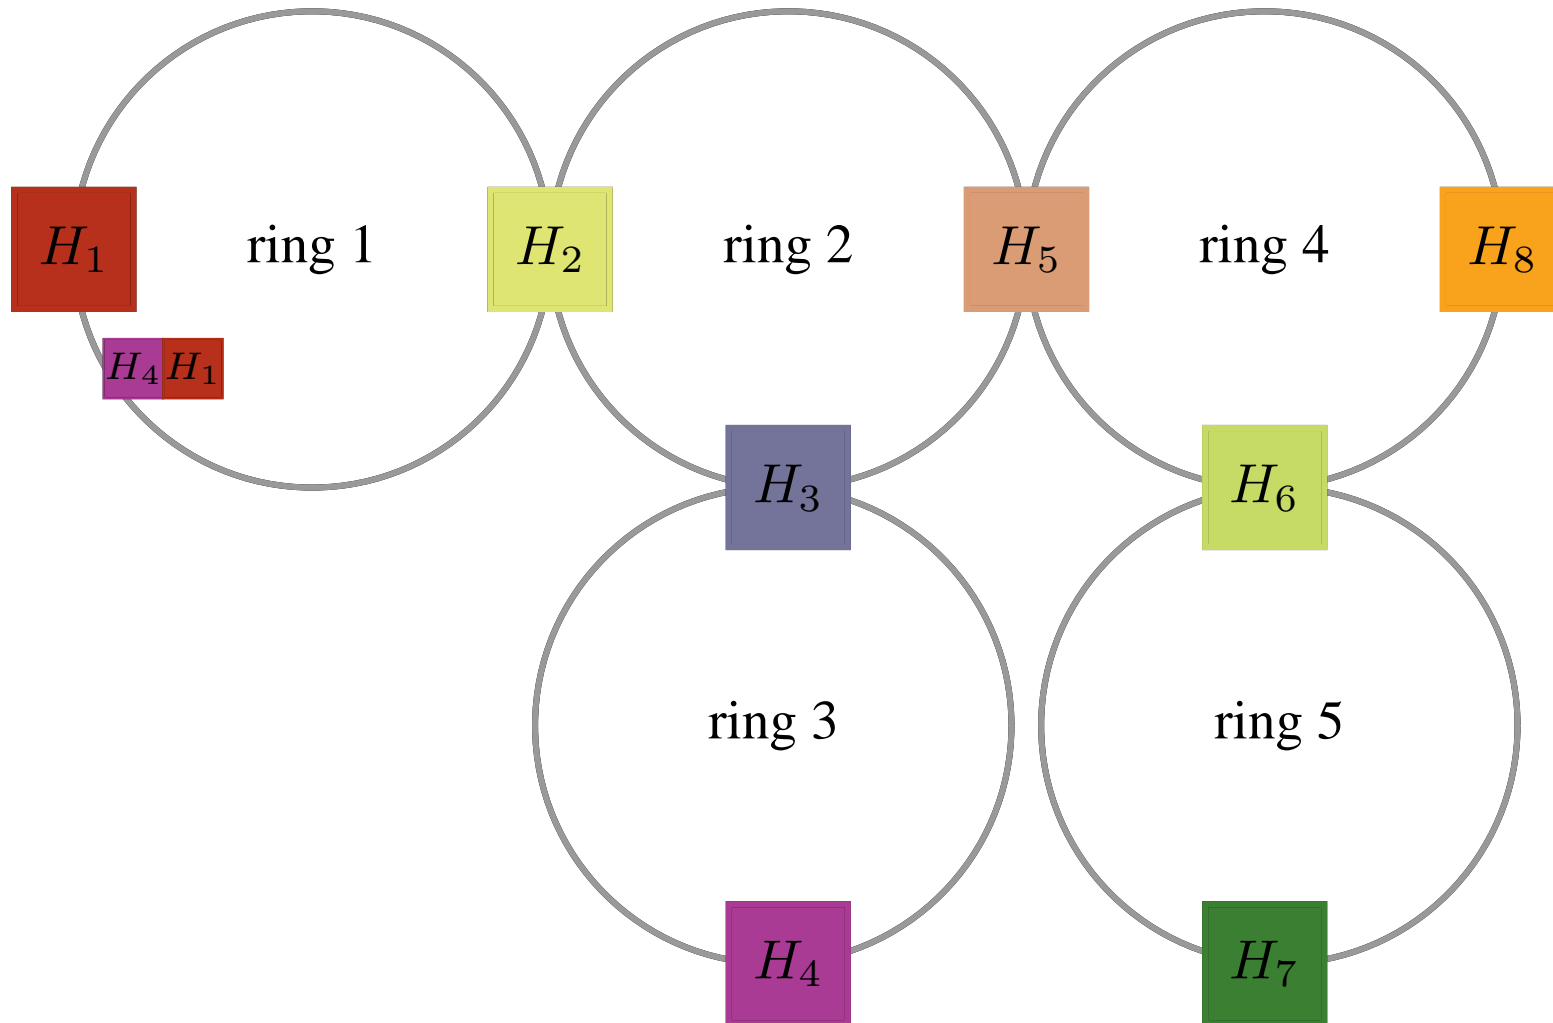 H₁ ring 1 H₂ ring 2 H₅ ring 4 H₈
H₄ H₁
H₃ H₆
ring 3 ring 5
H₄ H₇